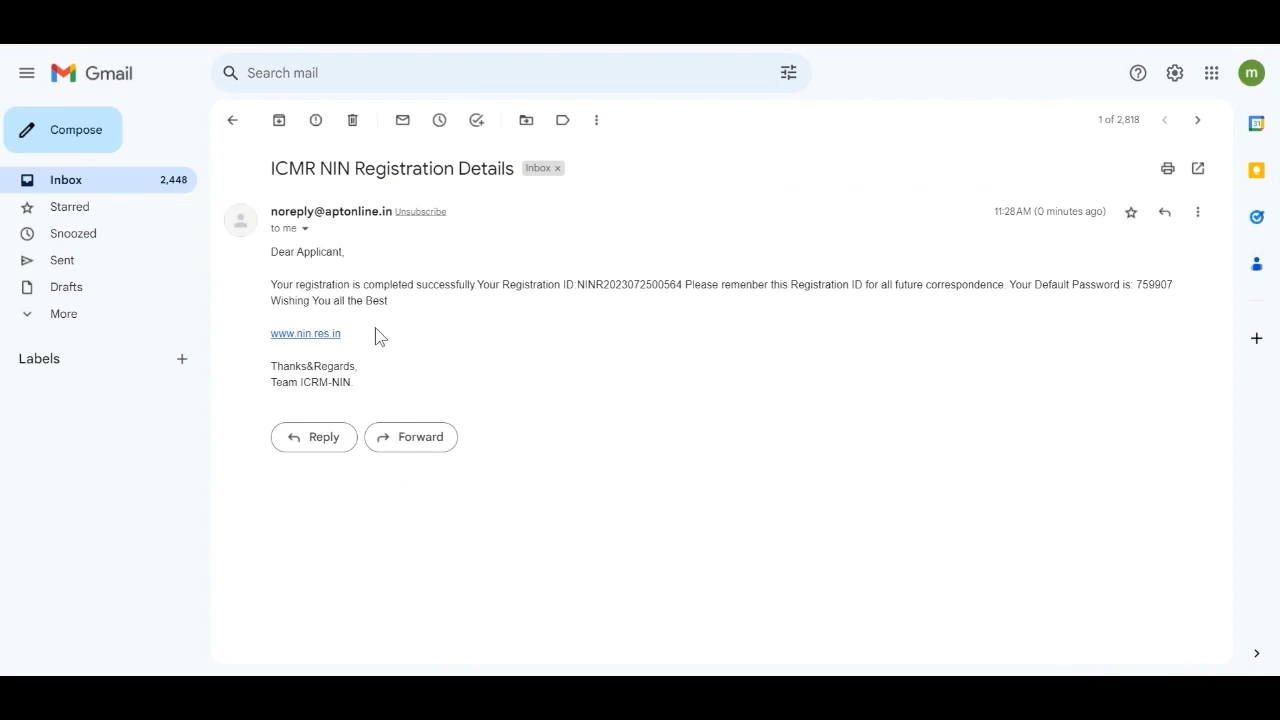 Gmail
Search mail
m
Compose
1 of 2,818
31
Inbox 2,448
Starred
Snoozed
Sent
Drafts
More
Labels
ICMR NIN Registration Details Inbox ×
noreply@aptonline.in Unsubscribe
11:28AM (0 minutes ago)
to me
Dear Applicant,
Your registration is completed successfully.Your Registration ID:NINR2023072500564 Please remenber this Registration ID for all future correspondence. Your Default Password is: 759907
Wishing You all the Best
www.nin.res.in
Thanks&Regards,
Team ICRM-NIN.
Reply
Forward